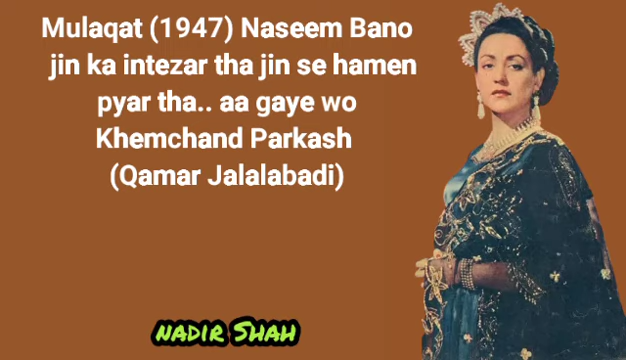 Mulaqat (1947) Naseem Bano
jin ka intezar tha jin se hamen
pyar tha.. aa gaye wo
Khemchand Parkash
(Qamar Jalalabadi)
NADIR SHAH